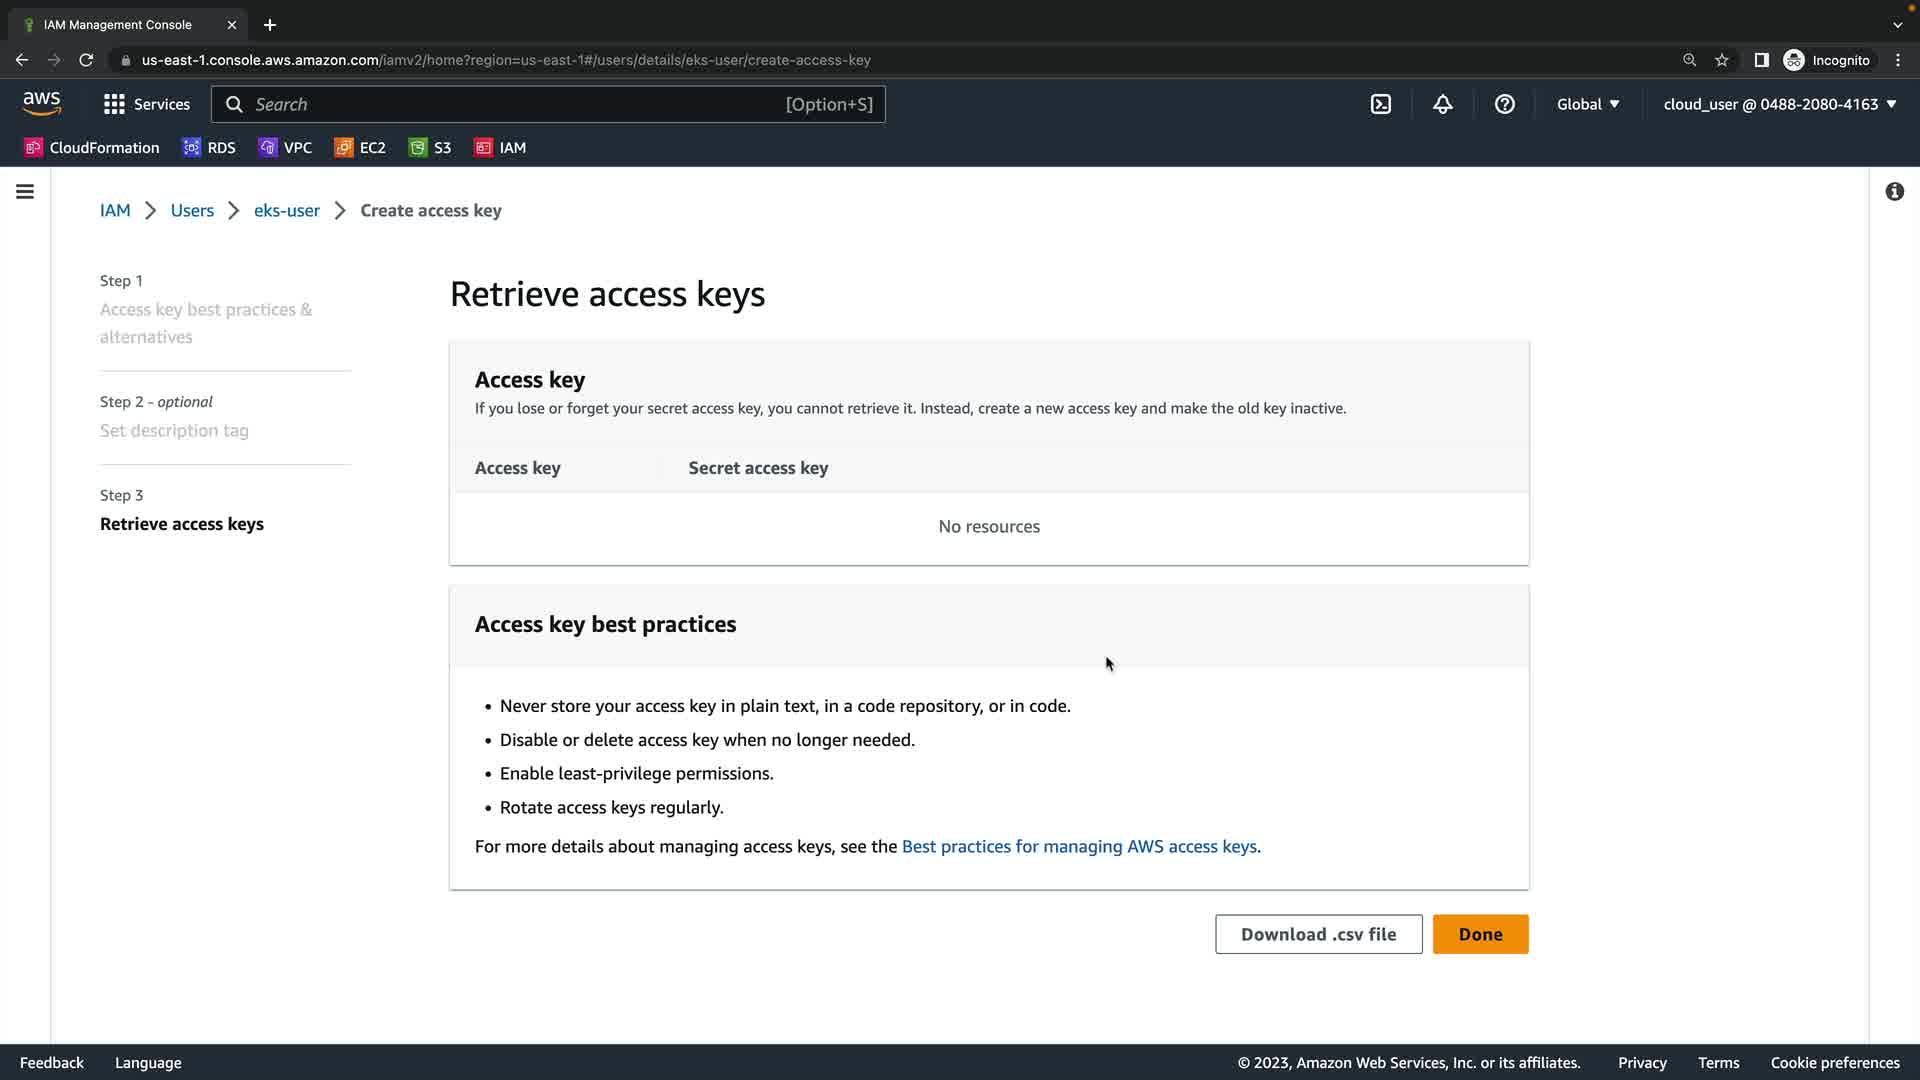 IAM Management Console
us-east-1.console.aws.amazon.com/iamv2/home?region=us-east-1#/users/details/eks-user/create-access-key
Incognito
aws
Services
Search
[Option+S]
Global
cloud_user @ 0488-2080-4163
CloudFormation
RDS
VPC
EC2
S3
IAM
IAM
Users
eks-user
Create access key
Step 1
Access key best practices &
alternatives
Step 2 - optional
Set description tag
Step 3
Retrieve access keys
Retrieve access keys
Access key
If you lose or forget your secret access key, you cannot retrieve it. Instead, create a new access key and make the old key inactive.
Access key
Secret access key
No resources
Access key best practices
• Never store your access key in plain text, in a code repository, or in code.
• Disable or delete access key when no longer needed.
• Enable least-privilege permissions.
• Rotate access keys regularly.
For more details about managing access keys, see the Best practices for managing AWS access keys.
Download .csv file
Done
Feedback
Language
© 2023, Amazon Web Services, Inc. or its affiliates.
Privacy
Terms
Cookie preferences